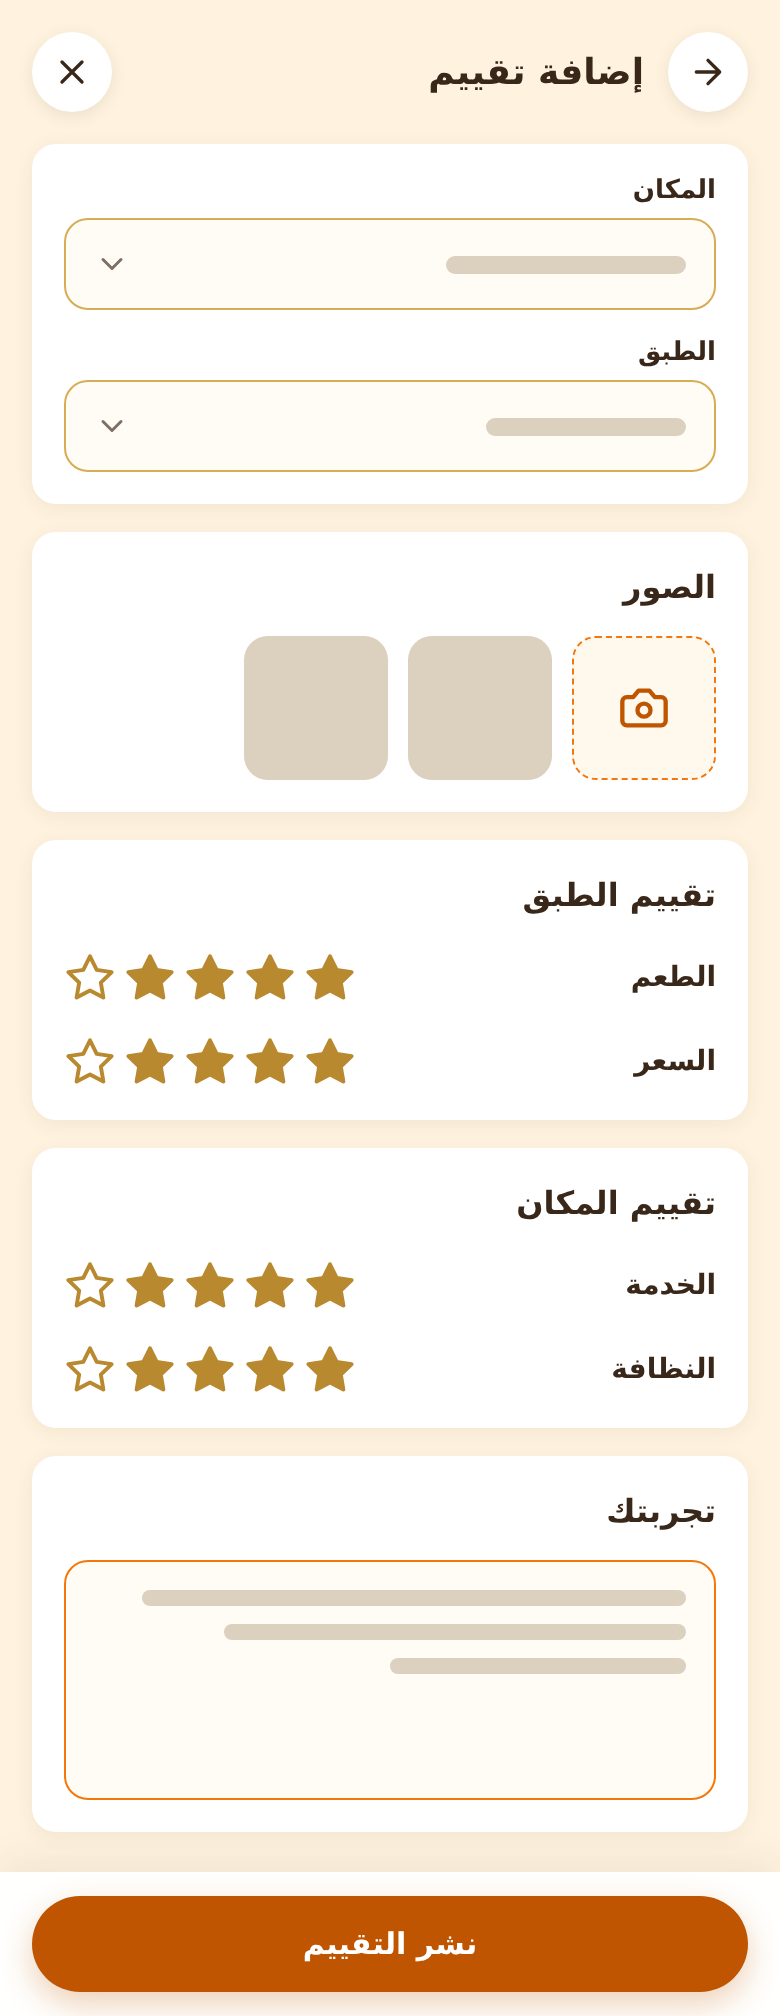 إضافة تقييم
المكان
الطبق
الصور
تقييم الطبق
الطعم
السعر
تقييم المكان
الخدمة
النظافة
تجربتك
نشر التقييم